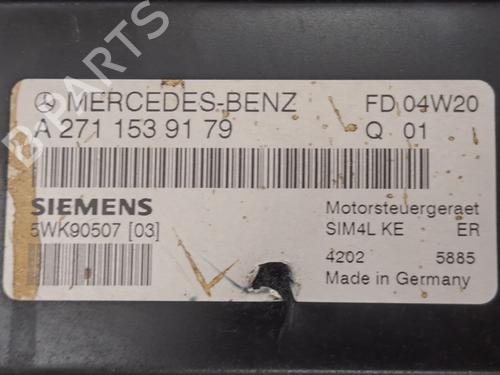 B PARTS
MERCEDES-BENZ FD 04W20
A 271 153 91 79 Q 01
SIEMENS Motorsteuergeraet
5WK90507 [03] SIM4L KE ER
4202 5885
Made in Germany